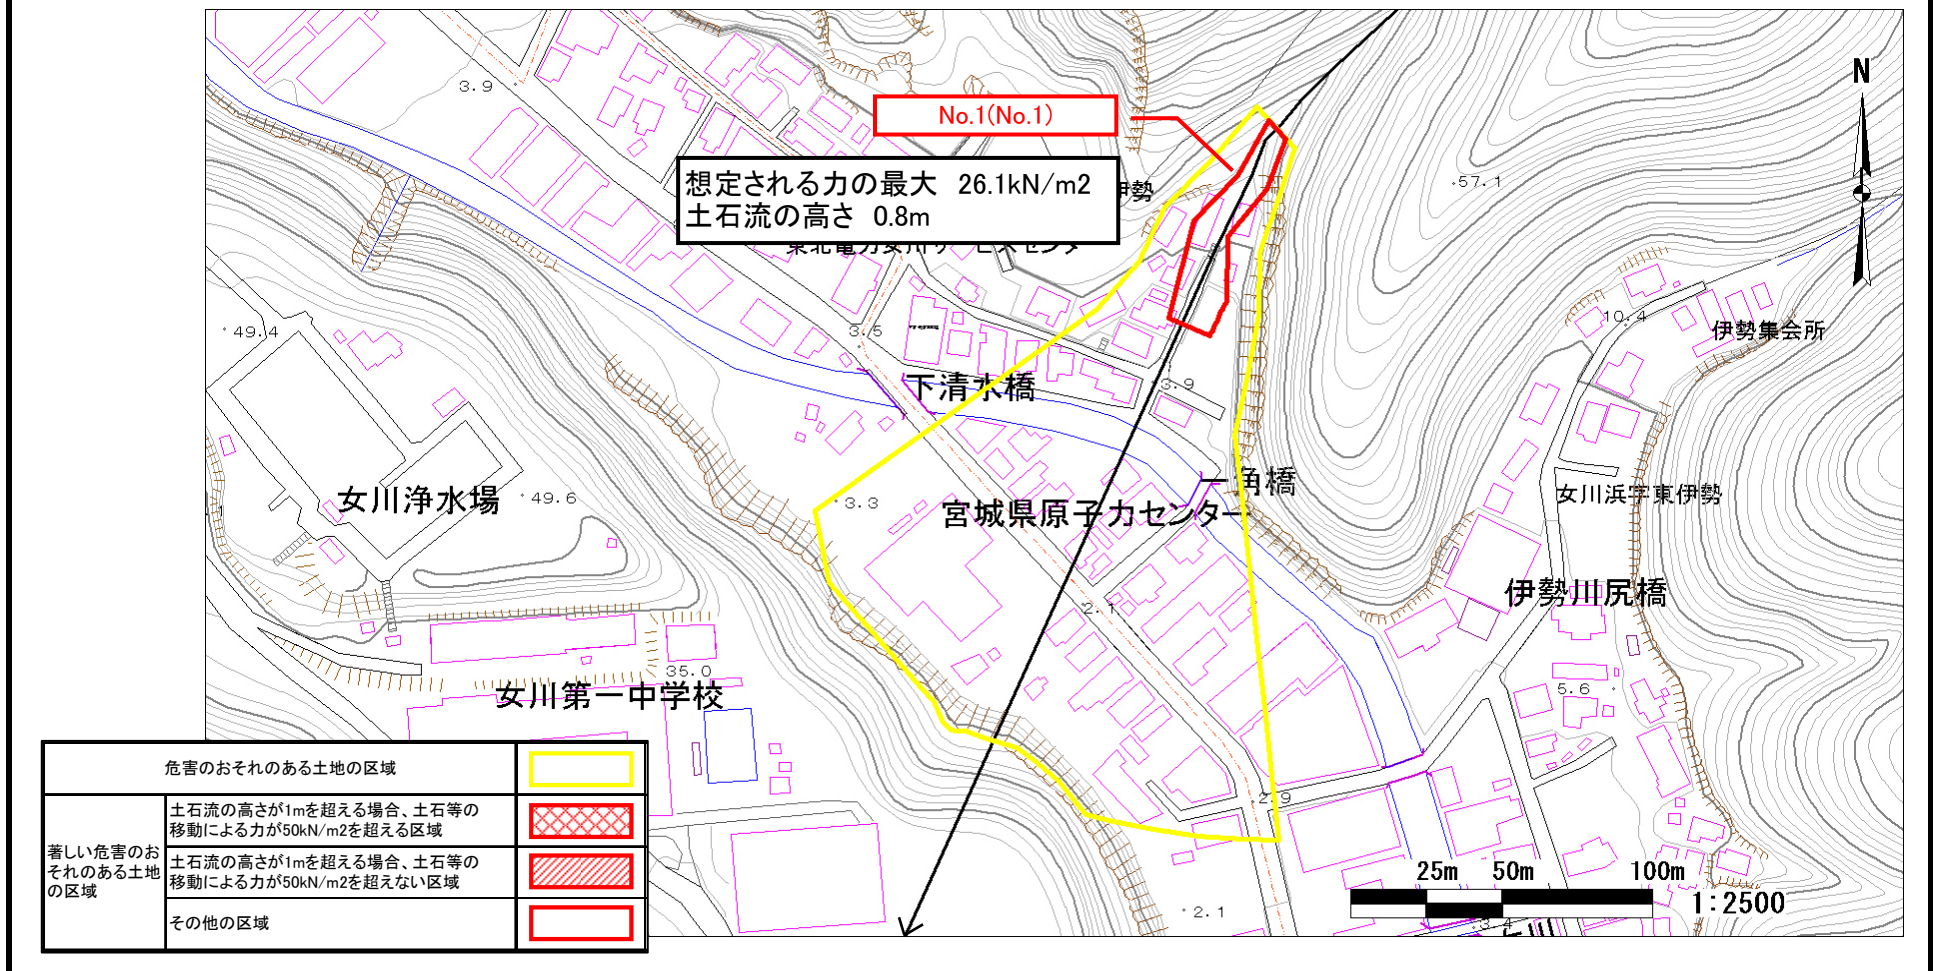 N
3.9
No.1(No.1)
想定される力の最大 26.1kN/m2
土石流の高さ 0.8m
伊勢
57.1
49.4
3.5
10.4
伊勢集会所
下清水橋
3.9
女川浄水場
49.6
3.3
宮城県原子力センター
角橋
女川浜字東伊勢
2.1
伊勢川尻橋
35.0
女川第一中学校
5.6
2.9
2.1
3.4
25m 50m 100m
1:2500
危害のおそれのある土地の区域
著しい危害のお
それのある土地
の区域
土石流の高さが1mを超える場合、土石等の
移動による力が50kN/m2を超える区域
土石流の高さが1mを超える場合、土石等の
移動による力が50kN/m2を超えない区域
その他の区域